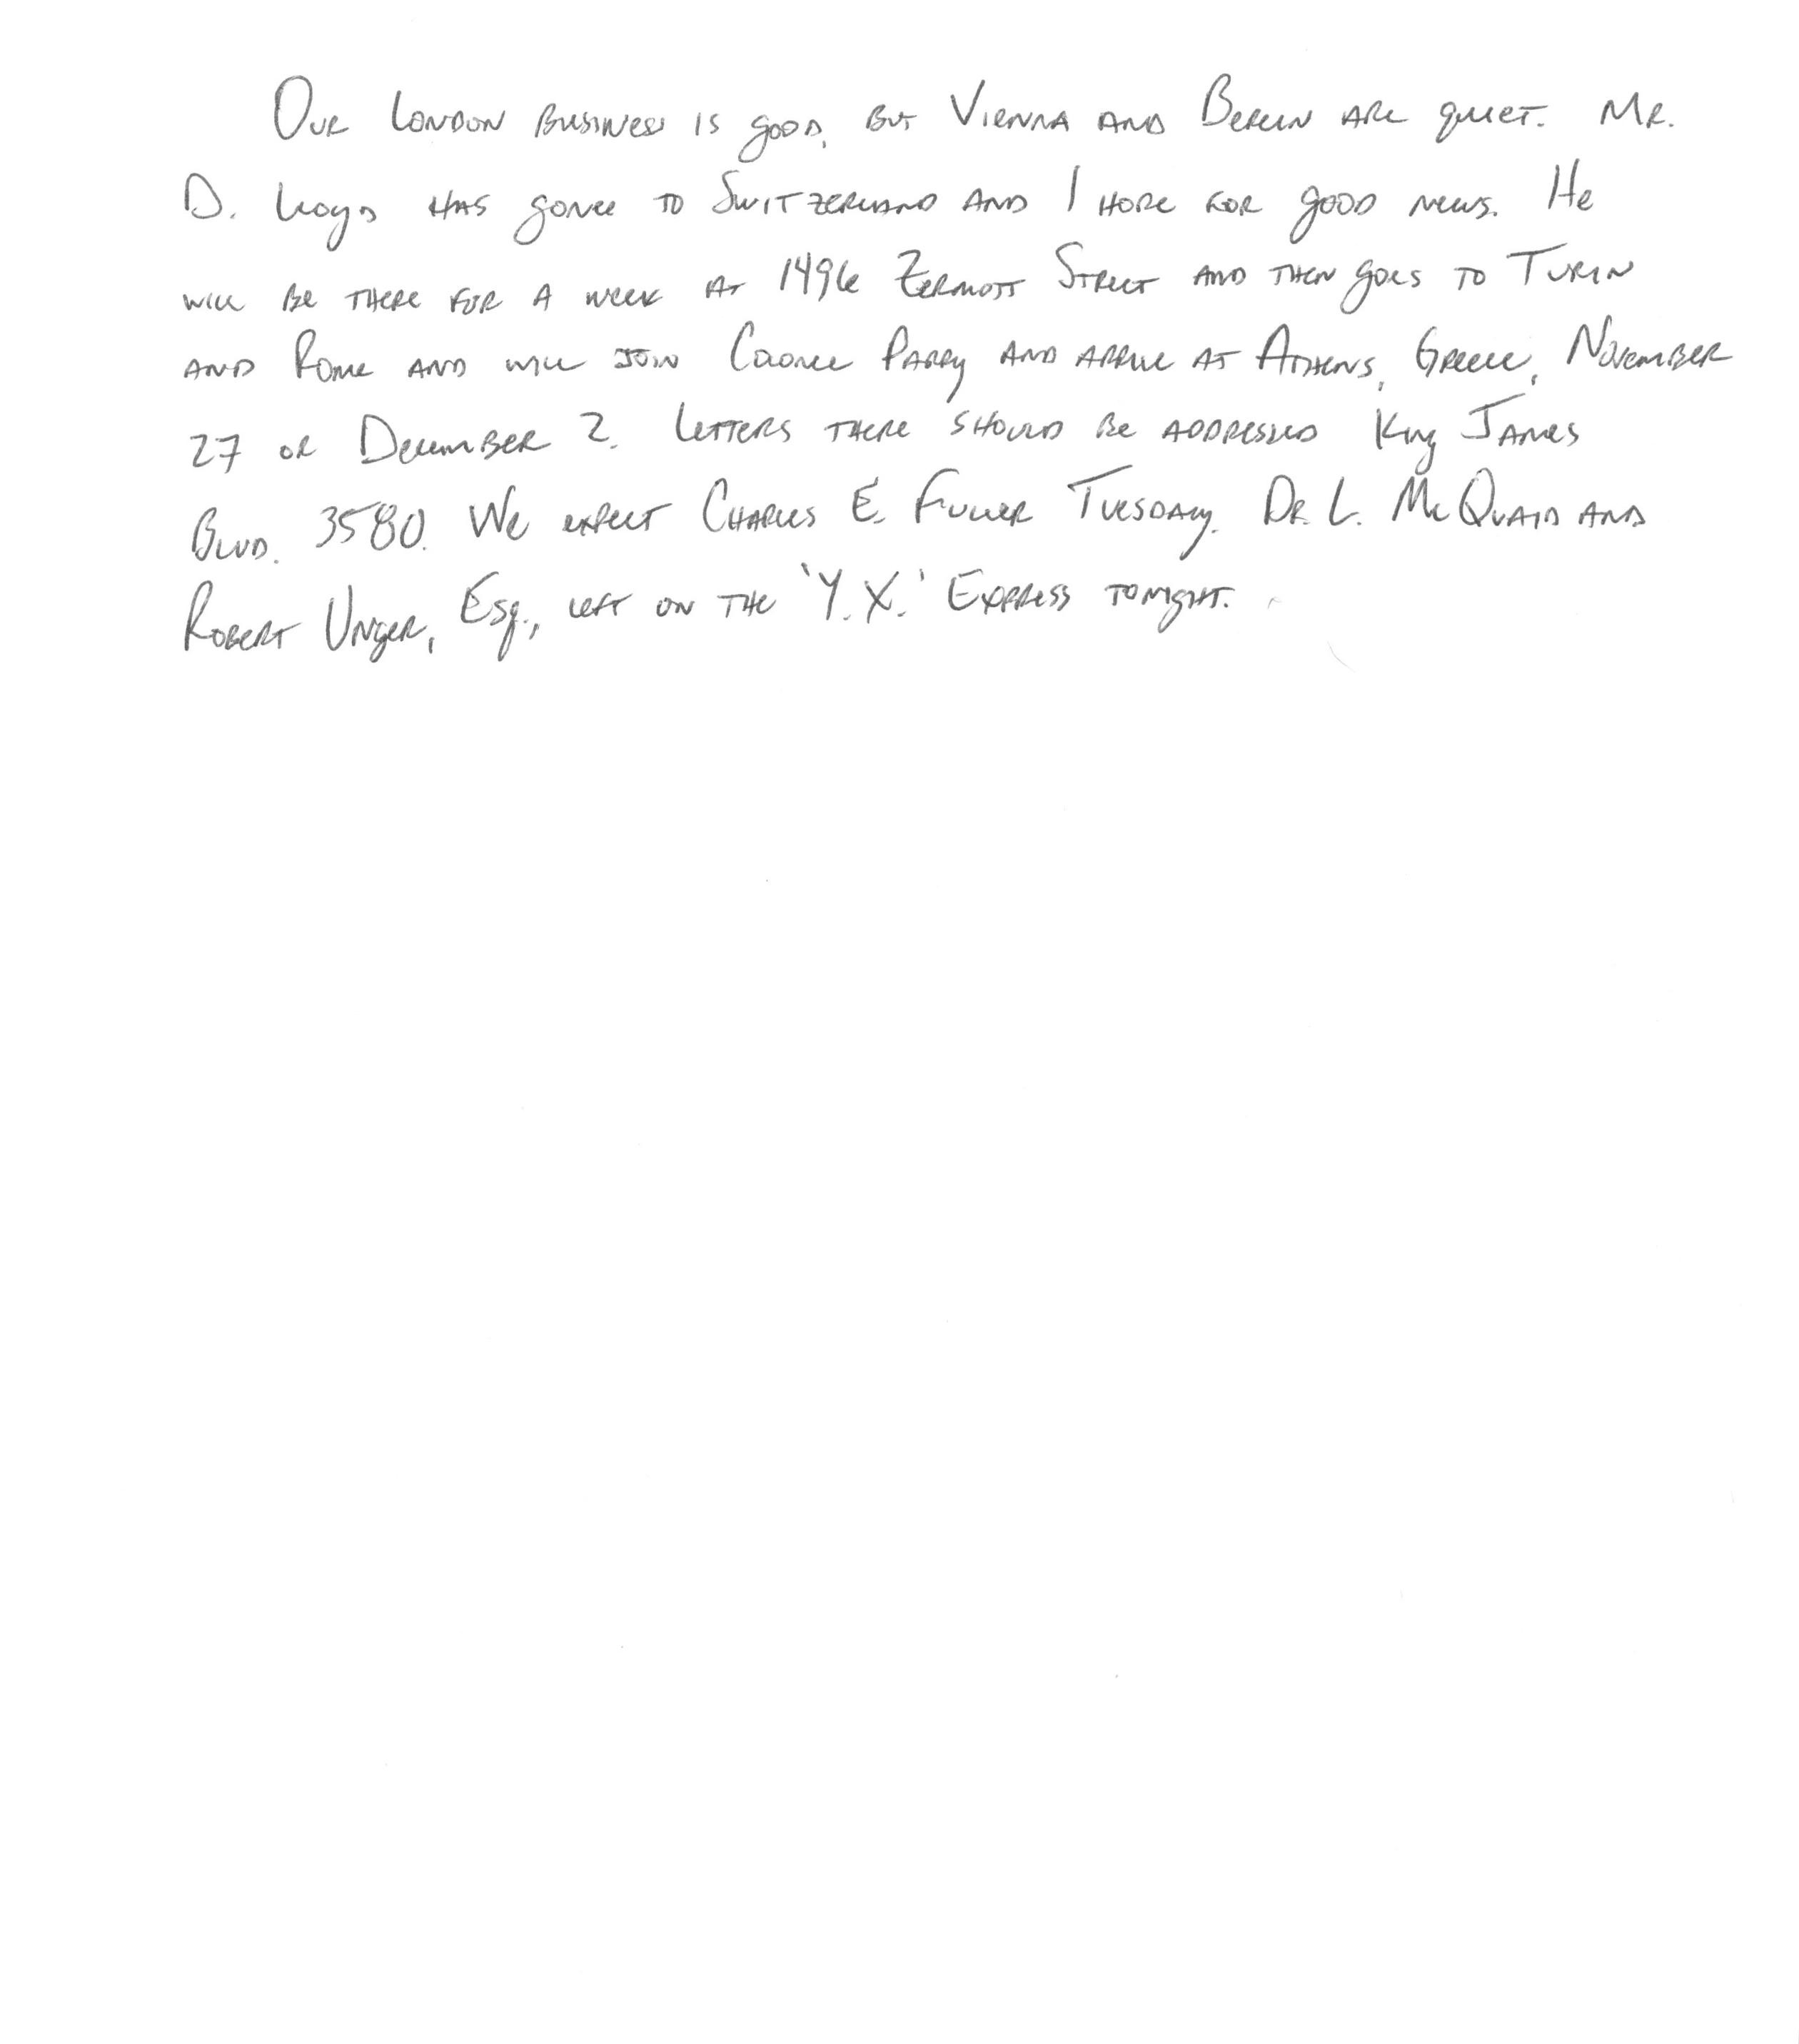 Our London business is good, but Vienna and Berlin are quiet. Mr.
D. Lloyd has gone to Switzerland and I hope for good news. He
will be there for a week at 1496 Zermott Street and then goes to Turin
and Rome and will join Colonel Parry and arrive at Athens, Greece, November
27 or December 2. Letters there should be addressed King James
Blvd. 3580. We expect Charles E. Fuller Tuesday. Dr. L. McQuaid and
Robert Unger, Esq., left on the 'Y.X.' Express tonight.